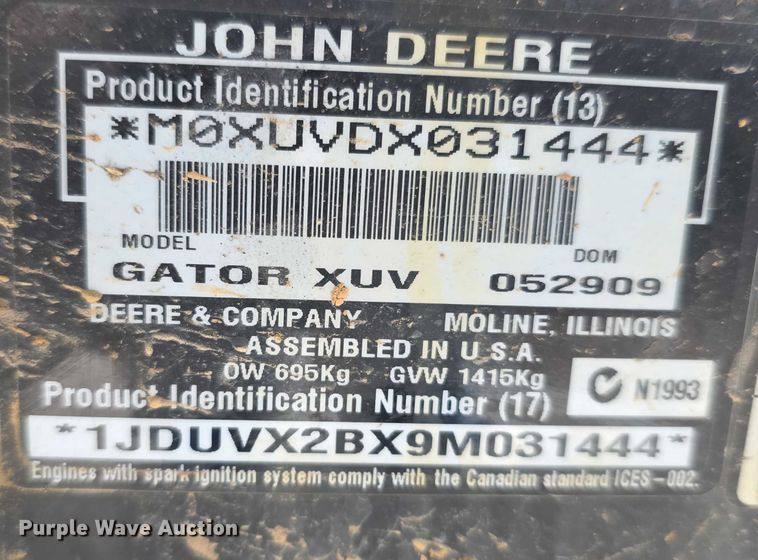 JOHN DEERE
Product Identification Number (13)
*M0XUVDX031444*
MODEL DOM
GATOR XUV 052909
DEERE & COMPANY MOLINE, ILLINOIS
ASSEMBLED IN U.S.A.
OW 695Kg GVW 1415Kg
Product Identification Number (17)
C N1993
*1JDUVX2BX9M031444*
Engines with spark ignition system comply with the Canadian standard ICES-002.
Purple Wave Auction